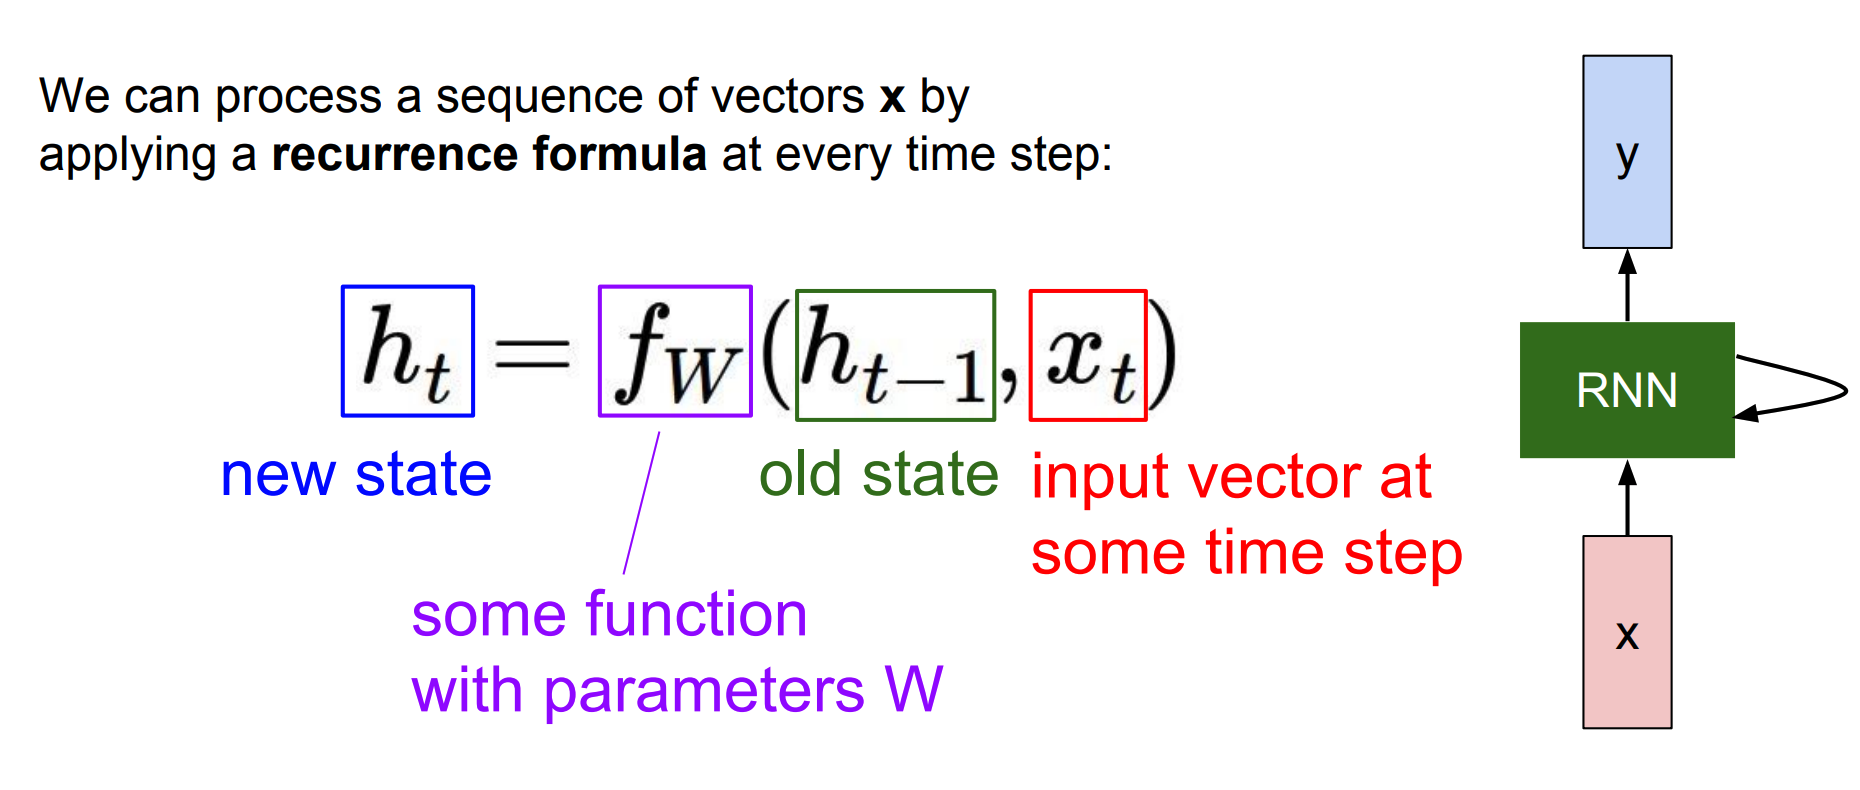 We can process a sequence of vectors x by
applying a recurrence formula at every time step:
h_t = f_W(h_{t-1}, x_t)
new state
old state
input vector at
some time step
some function
with parameters W
y
RNN
x